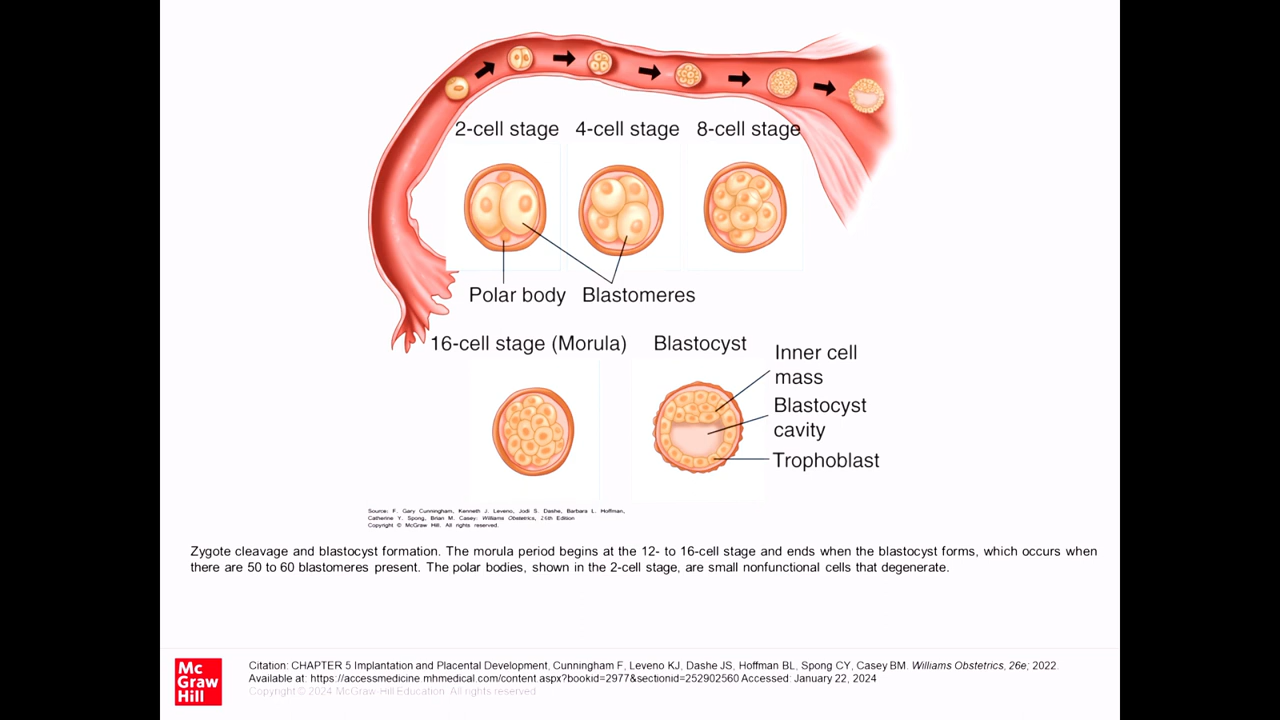 2-cell stage 4-cell stage 8-cell stage
Polar body Blastomeres
16-cell stage (Morula) Blastocyst
Inner cell
mass
Blastocyst
cavity
Trophoblast
Source: F. Gary Cunningham, Kenneth J. Leveno, Jodi S. Dashe, Barbara L. Hoffman,
Catherine Y. Spong, Brian M. Casey: Williams Obstetrics, 26th Edition
Copyright © McGraw Hill. All rights reserved.
Zygote cleavage and blastocyst formation. The morula period begins at the 12- to 16-cell stage and ends when the blastocyst forms, which occurs when
there are 50 to 60 blastomeres present. The polar bodies, shown in the 2-cell stage, are small nonfunctional cells that degenerate.
Mc
Graw
Hill
Citation: CHAPTER 5 Implantation and Placental Development, Cunningham F, Leveno KJ, Dashe JS, Hoffman BL, Spong CY, Casey BM. Williams Obstetrics, 26e; 2022.
Available at: https://accessmedicine.mhmedical.com/content.aspx?bookid=2977&sectionid=252902560 Accessed: January 22, 2024
Copyright © 2024 McGraw-Hill Education. All rights reserved